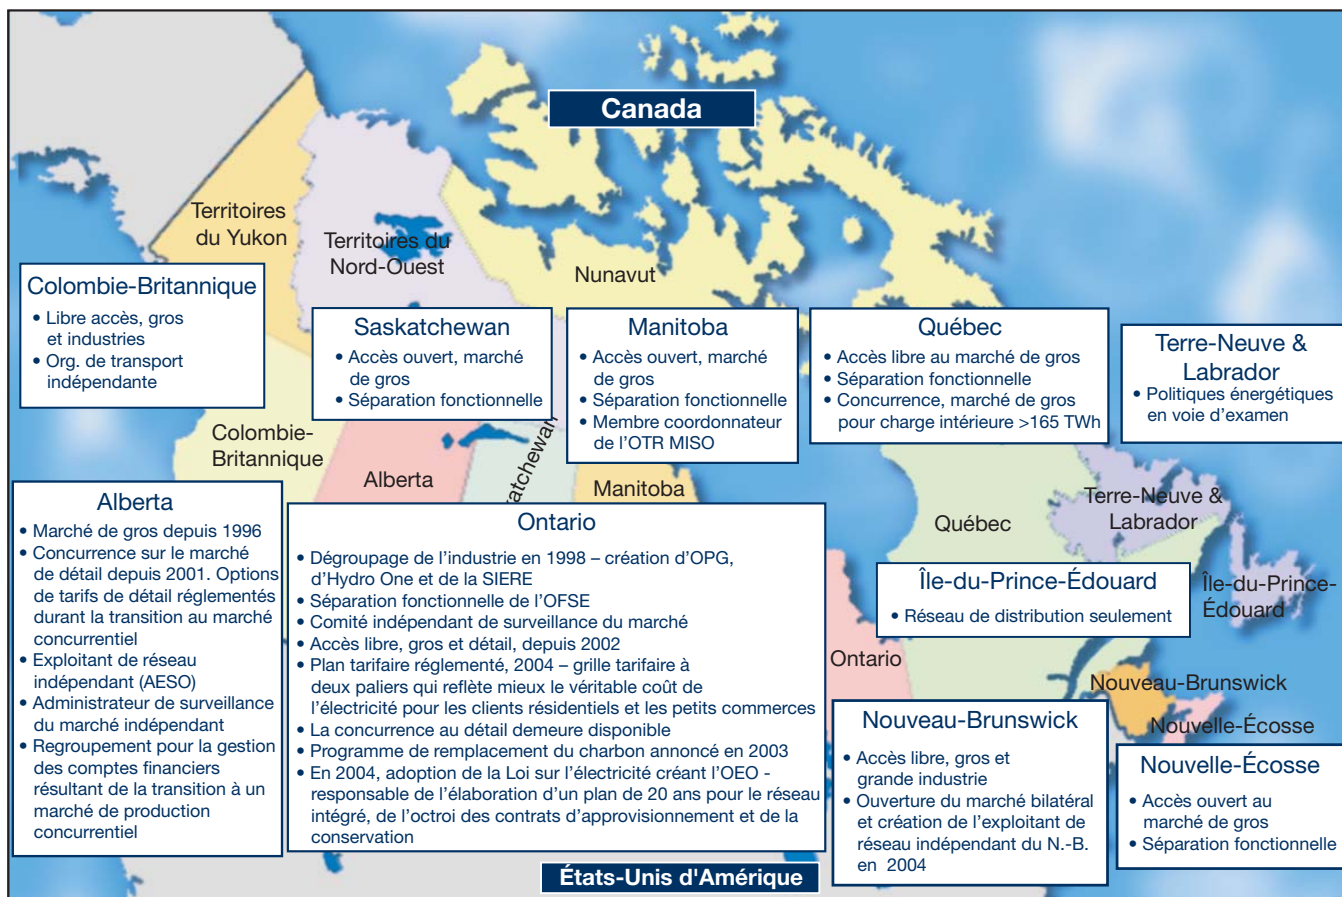 Canada
Territoires
du Yukon
Territoires du
Nord-Ouest
Nunavut
Colombie-Britannique
• Libre accès, gros
et industries
• Org. de transport
indépendante
Saskatchewan
• Accès ouvert, marché
de gros
• Séparation fonctionnelle
Manitoba
• Accès ouvert, marché
de gros
• Séparation fonctionnelle
• Membre coordonnateur
de l'OTR MISO
Québec
• Accès libre au marché de gros
• Séparation fonctionnelle
• Concurrence, marché de gros
pour charge intérieure >165 TWh
Terre-Neuve &
Labrador
• Politiques énergétiques
en voie d'examen
Colombie-
Britannique
Alberta
atchewan
Manitoba
Québec
Terre-Neuve &
Labrador
Île-du-Prince-
Édouard
Ontario
Nouveau-Brunswick
Nouvelle-Écosse
Alberta
• Marché de gros depuis 1996
• Concurrence sur le marché
de détail depuis 2001. Options
de tarifs de détail réglementés
durant la transition au marché
concurrentiel
• Exploitant de réseau
indépendant (AESO)
• Administrateur de surveillance
du marché indépendant
• Regroupement pour la gestion
des comptes financiers
résultant de la transition à un
marché de production
concurrentiel
Ontario
• Dégroupage de l'industrie en 1998 – création d'OPG,
d'Hydro One et de la SIERE
• Séparation fonctionnelle de l'OFSE
• Comité indépendant de surveillance du marché
• Accès libre, gros et détail, depuis 2002
• Plan tarifaire réglementé, 2004 – grille tarifaire à
deux paliers qui reflète mieux le véritable coût de
l'électricité pour les clients résidentiels et les petits commerces
• La concurrence au détail demeure disponible
• Programme de remplacement du charbon annoncé en 2003
• En 2004, adoption de la Loi sur l'électricité créant l'OEO -
responsable de l'élaboration d'un plan de 20 ans pour le réseau
intégré, de l'octroi des contrats d'approvisionnement et de la
conservation
Île-du-Prince-Édouard
• Réseau de distribution seulement
Nouveau-Brunswick
• Accès libre, gros et
grande industrie
• Ouverture du marché bilatéral
et création de l'exploitant de
réseau indépendant du N.-B.
en 2004
Nouvelle-Écosse
• Accès ouvert au
marché de gros
• Séparation fonctionnelle
États-Unis d'Amérique